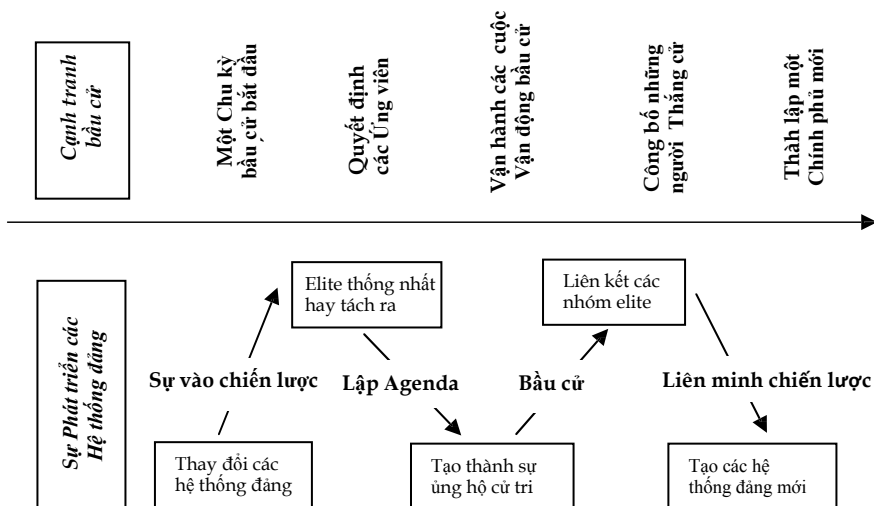 Cạnh tranh
bầu cử
Một Chu kỳ
bầu cử bắt đầu
Quyết định
các Ứng viên
Vận hành các cuộc
Vận động bầu cử
Công bố những
người Thắng cử
Thàh lập một
Chính phủ mới
Sự Phát triển các
Hệ thống đảng
Elite thống nhất
hay tách ra
Liên kết các
nhóm elite
Sự vào chiến lược
Lập Agenda
Bầu cử
Liên minh chiến lược
Thay đổi các
hệ thống đảng
Tạo thành sự
ủng hộ cử tri
Tạo các hệ
thống đảng mới